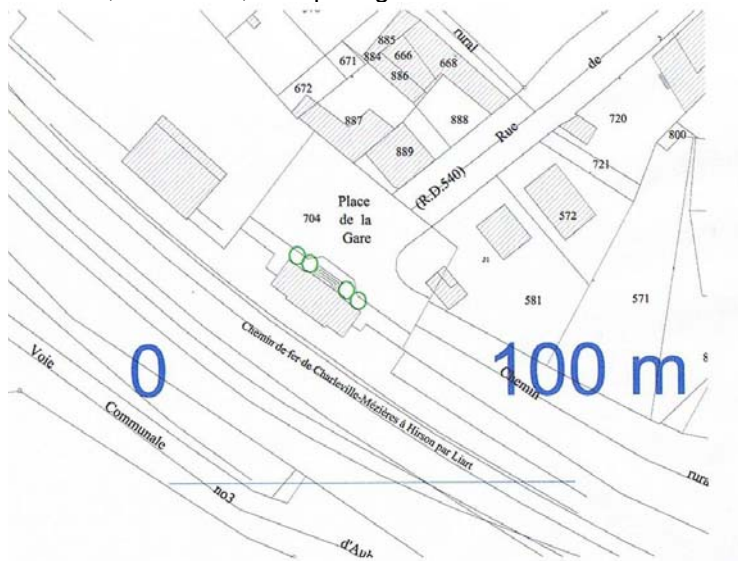 rural
885
884
666
668
671
886
672
de
887
888
Rue
889
720
800
721
(R.D.540)
Place
de la
Gare
704
572
581
571
0
100 m
Chemin de fer de Charleville-Mézières à Hirson par Liart
Chemin
rural
Voie
Communale
no3